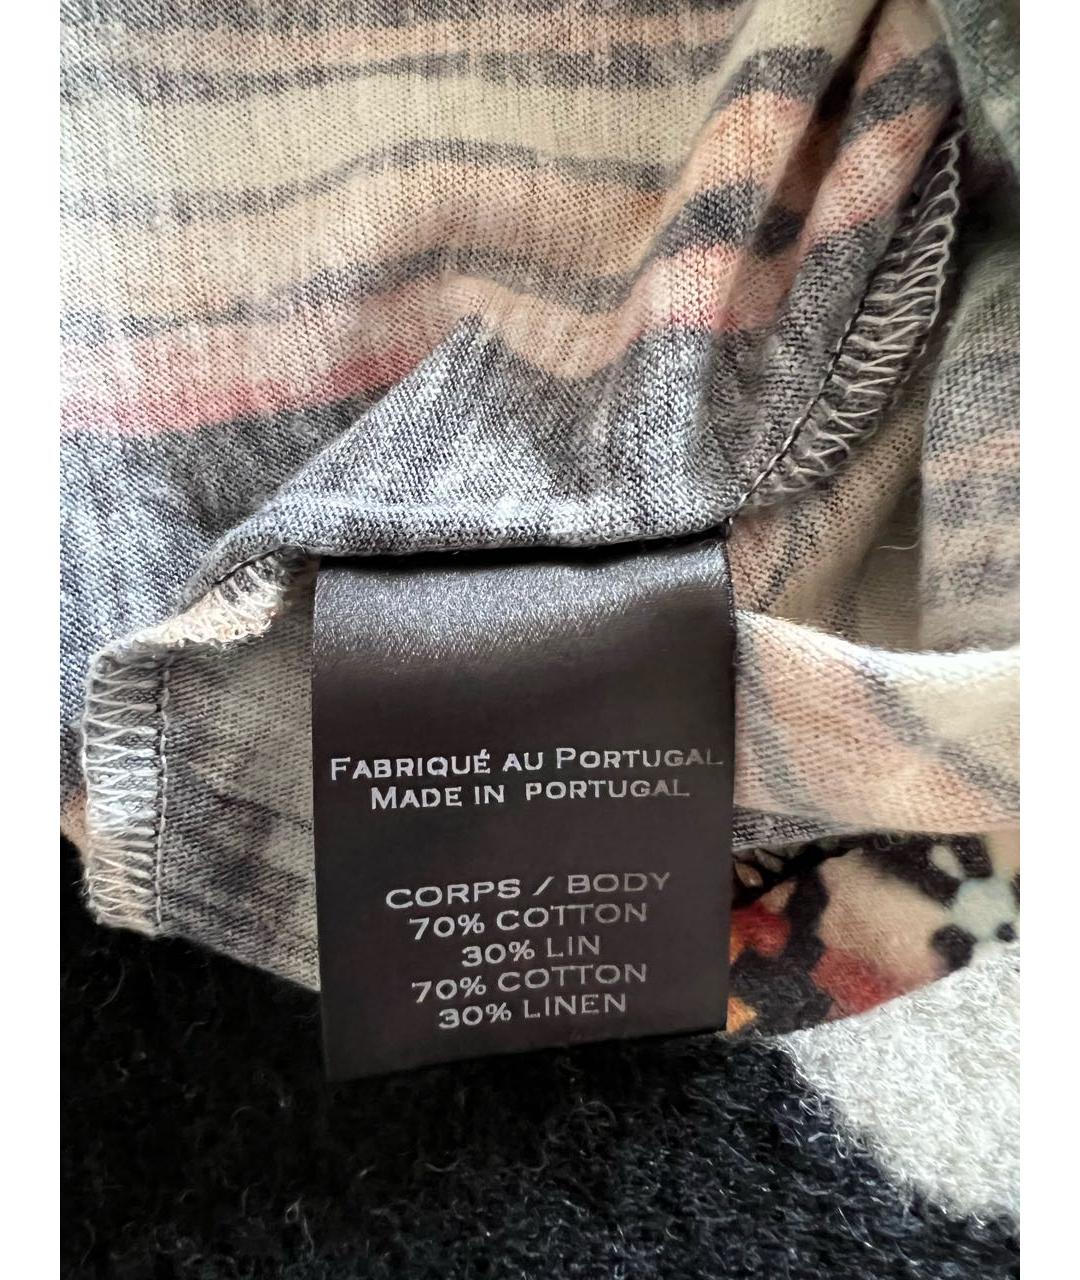 FABRIQUÉ AU PORTUGAL
MADE IN PORTUGAL
CORPS / BODY
70% COTTON
30% LIN
70% COTTON
30% LINEN